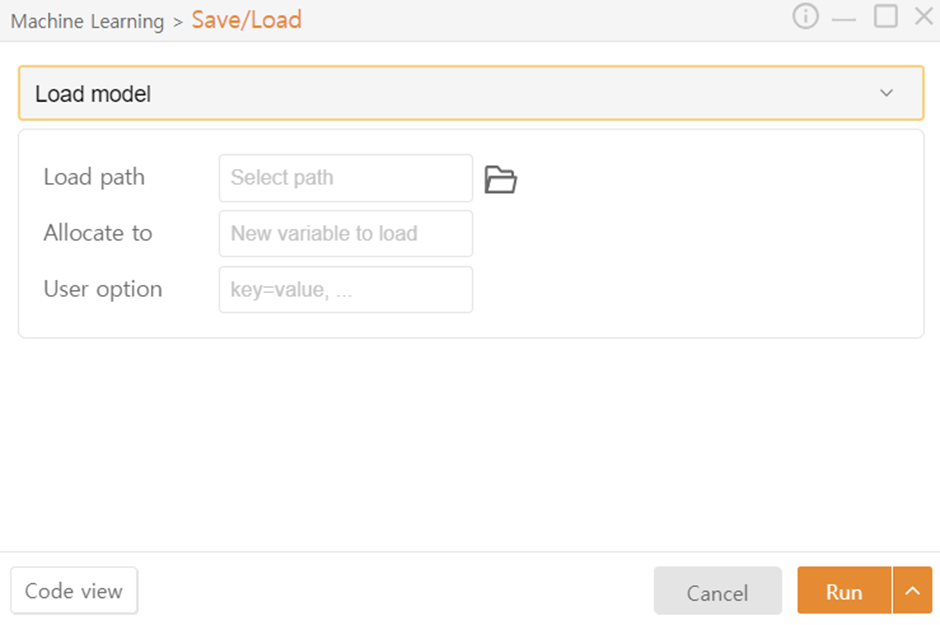 Machine Learning > Save/Load
Load model
Load path Select path
Allocate to New variable to load
User option key=value, ...
Code view Cancel Run